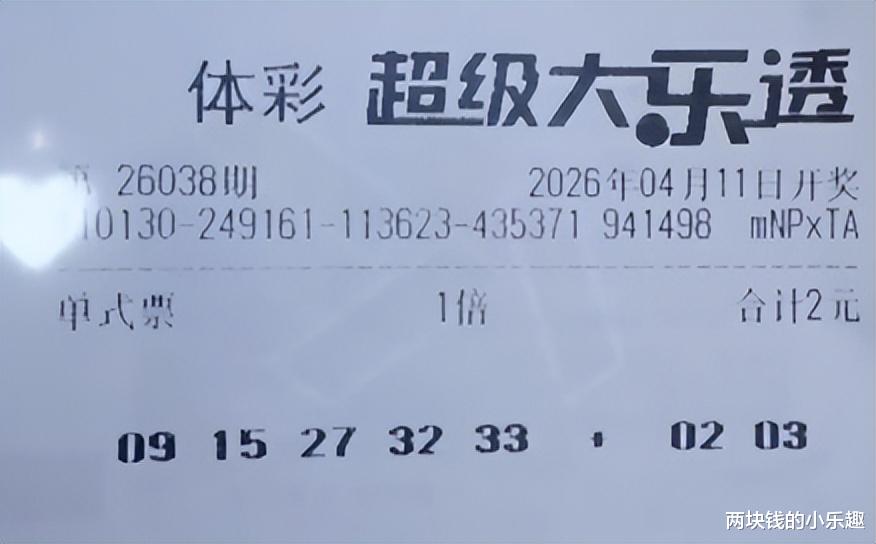 体彩 超级大乐透
26038期 2026年04月11日开奖
10130-249161-113623-435371 941498 mNPxTA
单式票 1倍 合计2元
09 15 27 32 33 + 02 03
两块钱的小乐趣